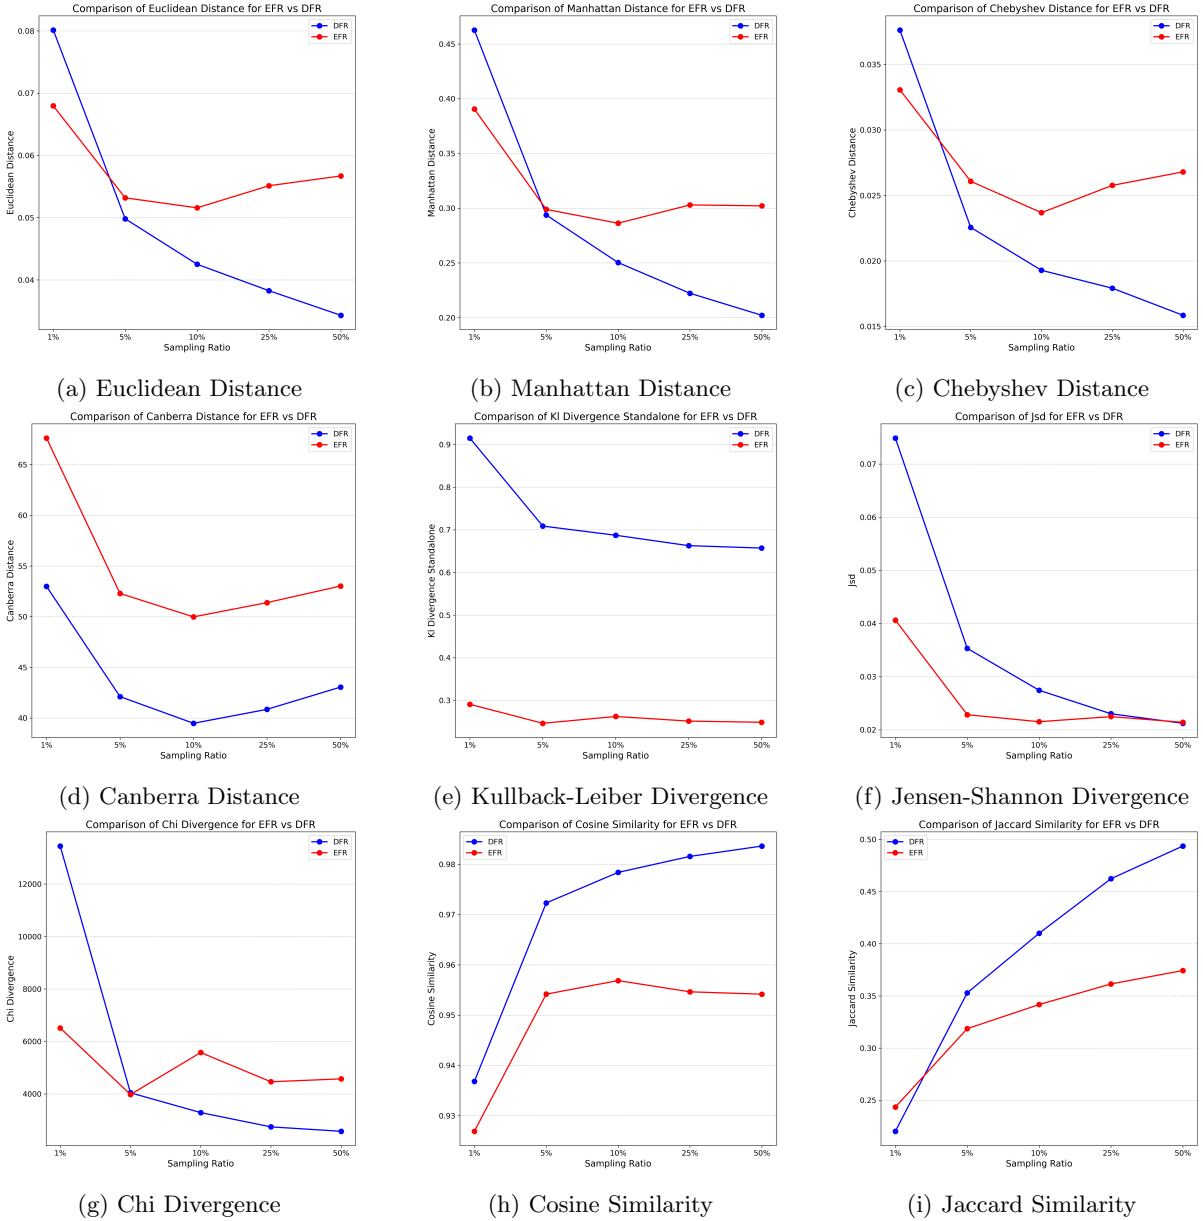 Comparison of Euclidean Distance for EFR vs DFR
DFR
EFR
0.08
0.07
0.06
0.05
0.04
Euclidean Distance
1%
5%
10%
25%
50%
Sampling Ratio
(a) Euclidean Distance
Comparison of Manhattan Distance for EFR vs DFR
DFR
EFR
0.45
0.40
0.35
0.30
0.25
0.20
Manhattan Distance
1%
5%
10%
25%
50%
Sampling Ratio
(b) Manhattan Distance
Comparison of Chebyshev Distance for EFR vs DFR
DFR
EFR
0.035
0.030
0.025
0.020
0.015
Chebyshev Distance
1%
5%
10%
25%
50%
Sampling Ratio
(c) Chebyshev Distance
Comparison of Canberra Distance for EFR vs DFR
DFR
EFR
65
60
55
50
45
40
Canberra Distance
1%
5%
10%
25%
50%
Sampling Ratio
(d) Canberra Distance
Comparison of Kl Divergence Standalone for EFR vs DFR
DFR
EFR
0.9
0.8
0.7
0.6
0.5
0.4
0.3
Kl Divergence Standalone
1%
5%
10%
25%
50%
Sampling Ratio
(e) Kullback-Leiber Divergence
Comparison of Jsd for EFR vs DFR
DFR
EFR
0.07
0.06
0.05
0.04
0.03
0.02
Jsd
1%
5%
10%
25%
50%
Sampling Ratio
(f) Jensen-Shannon Divergence
Comparison of Chi Divergence for EFR vs DFR
DFR
EFR
12000
10000
8000
6000
4000
Chi Divergence
1%
5%
10%
25%
50%
Sampling Ratio
(g) Chi Divergence
Comparison of Cosine Similarity for EFR vs DFR
DFR
EFR
0.98
0.97
0.96
0.95
0.94
0.93
Cosine Similarity
1%
5%
10%
25%
50%
Sampling Ratio
(h) Cosine Similarity
Comparison of Jaccard Similarity for EFR vs DFR
DFR
EFR
0.50
0.45
0.40
0.35
0.30
0.25
Jaccard Similarity
1%
5%
10%
25%
50%
Sampling Ratio
(i) Jaccard Similarity